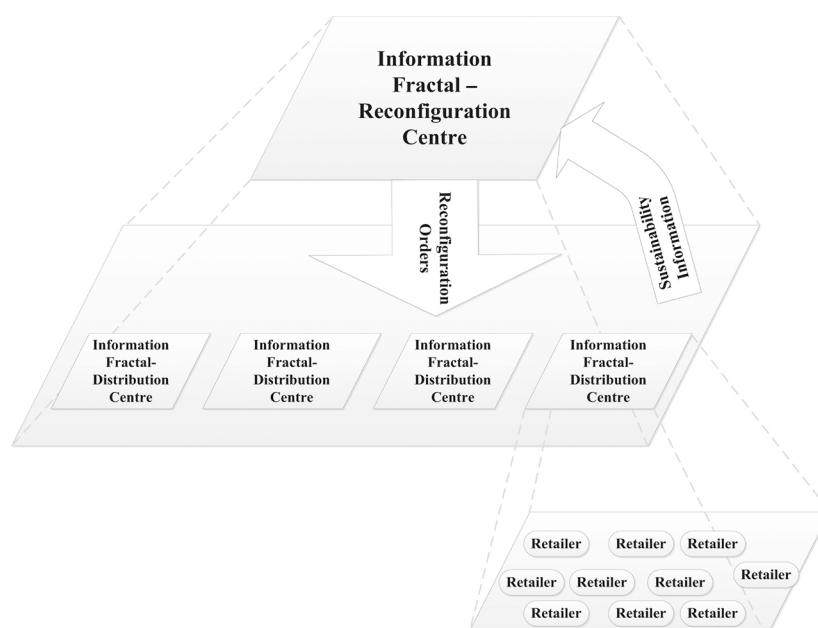 Information
Fractal –
Reconfiguration
Centre
Reconfiguration
Orders
Sustainability
Information
Information
Fractal-
Distribution
Centre
Information
Fractal-
Distribution
Centre
Information
Fractal-
Distribution
Centre
Information
Fractal-
Distribution
Centre
Retailer
Retailer
Retailer
Retailer
Retailer
Retailer
Retailer
Retailer
Retailer
Retailer